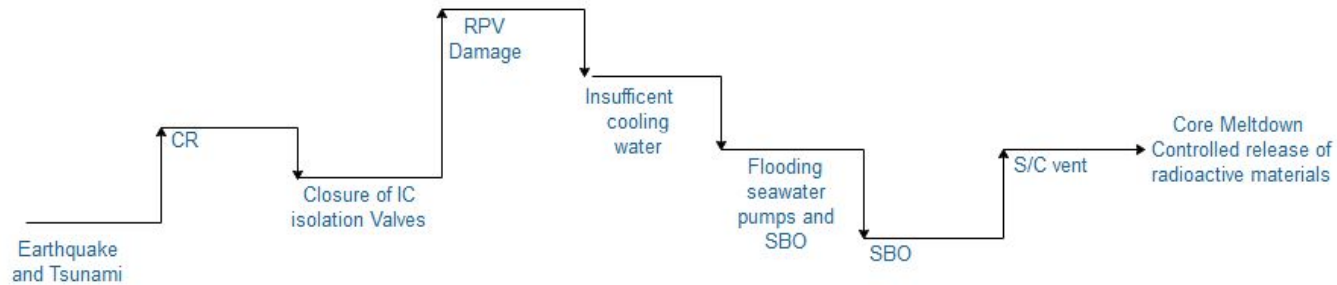 Earthquake
and Tsunami
CR
Closure of IC
isolation Valves
RPV
Damage
Insufficent
cooling
water
Flooding
seawater
pumps and
SBO
SBO
S/C vent
Core Meltdown
Controlled release of
radioactive materials